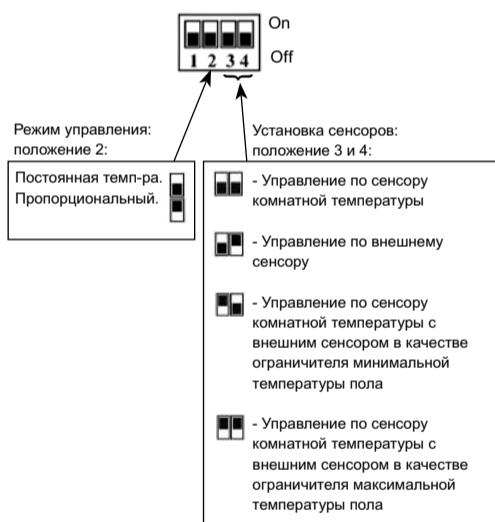 On
1 2 3 4
Off
Режим управления:
положение 2:
Постоянная темп-ра.
Пропорциональный.
Установка сенсоров:
положение 3 и 4:
- Управление по сенсору
комнатной температуры
- Управление по внешнему
сенсору
- Управление по сенсору
комнатной температуры с
внешним сенсором в качестве
ограничителя минимальной
температуры пола
- Управление по сенсору
комнатной температуры с
внешним сенсором в качестве
ограничителя максимальной
температуры пола